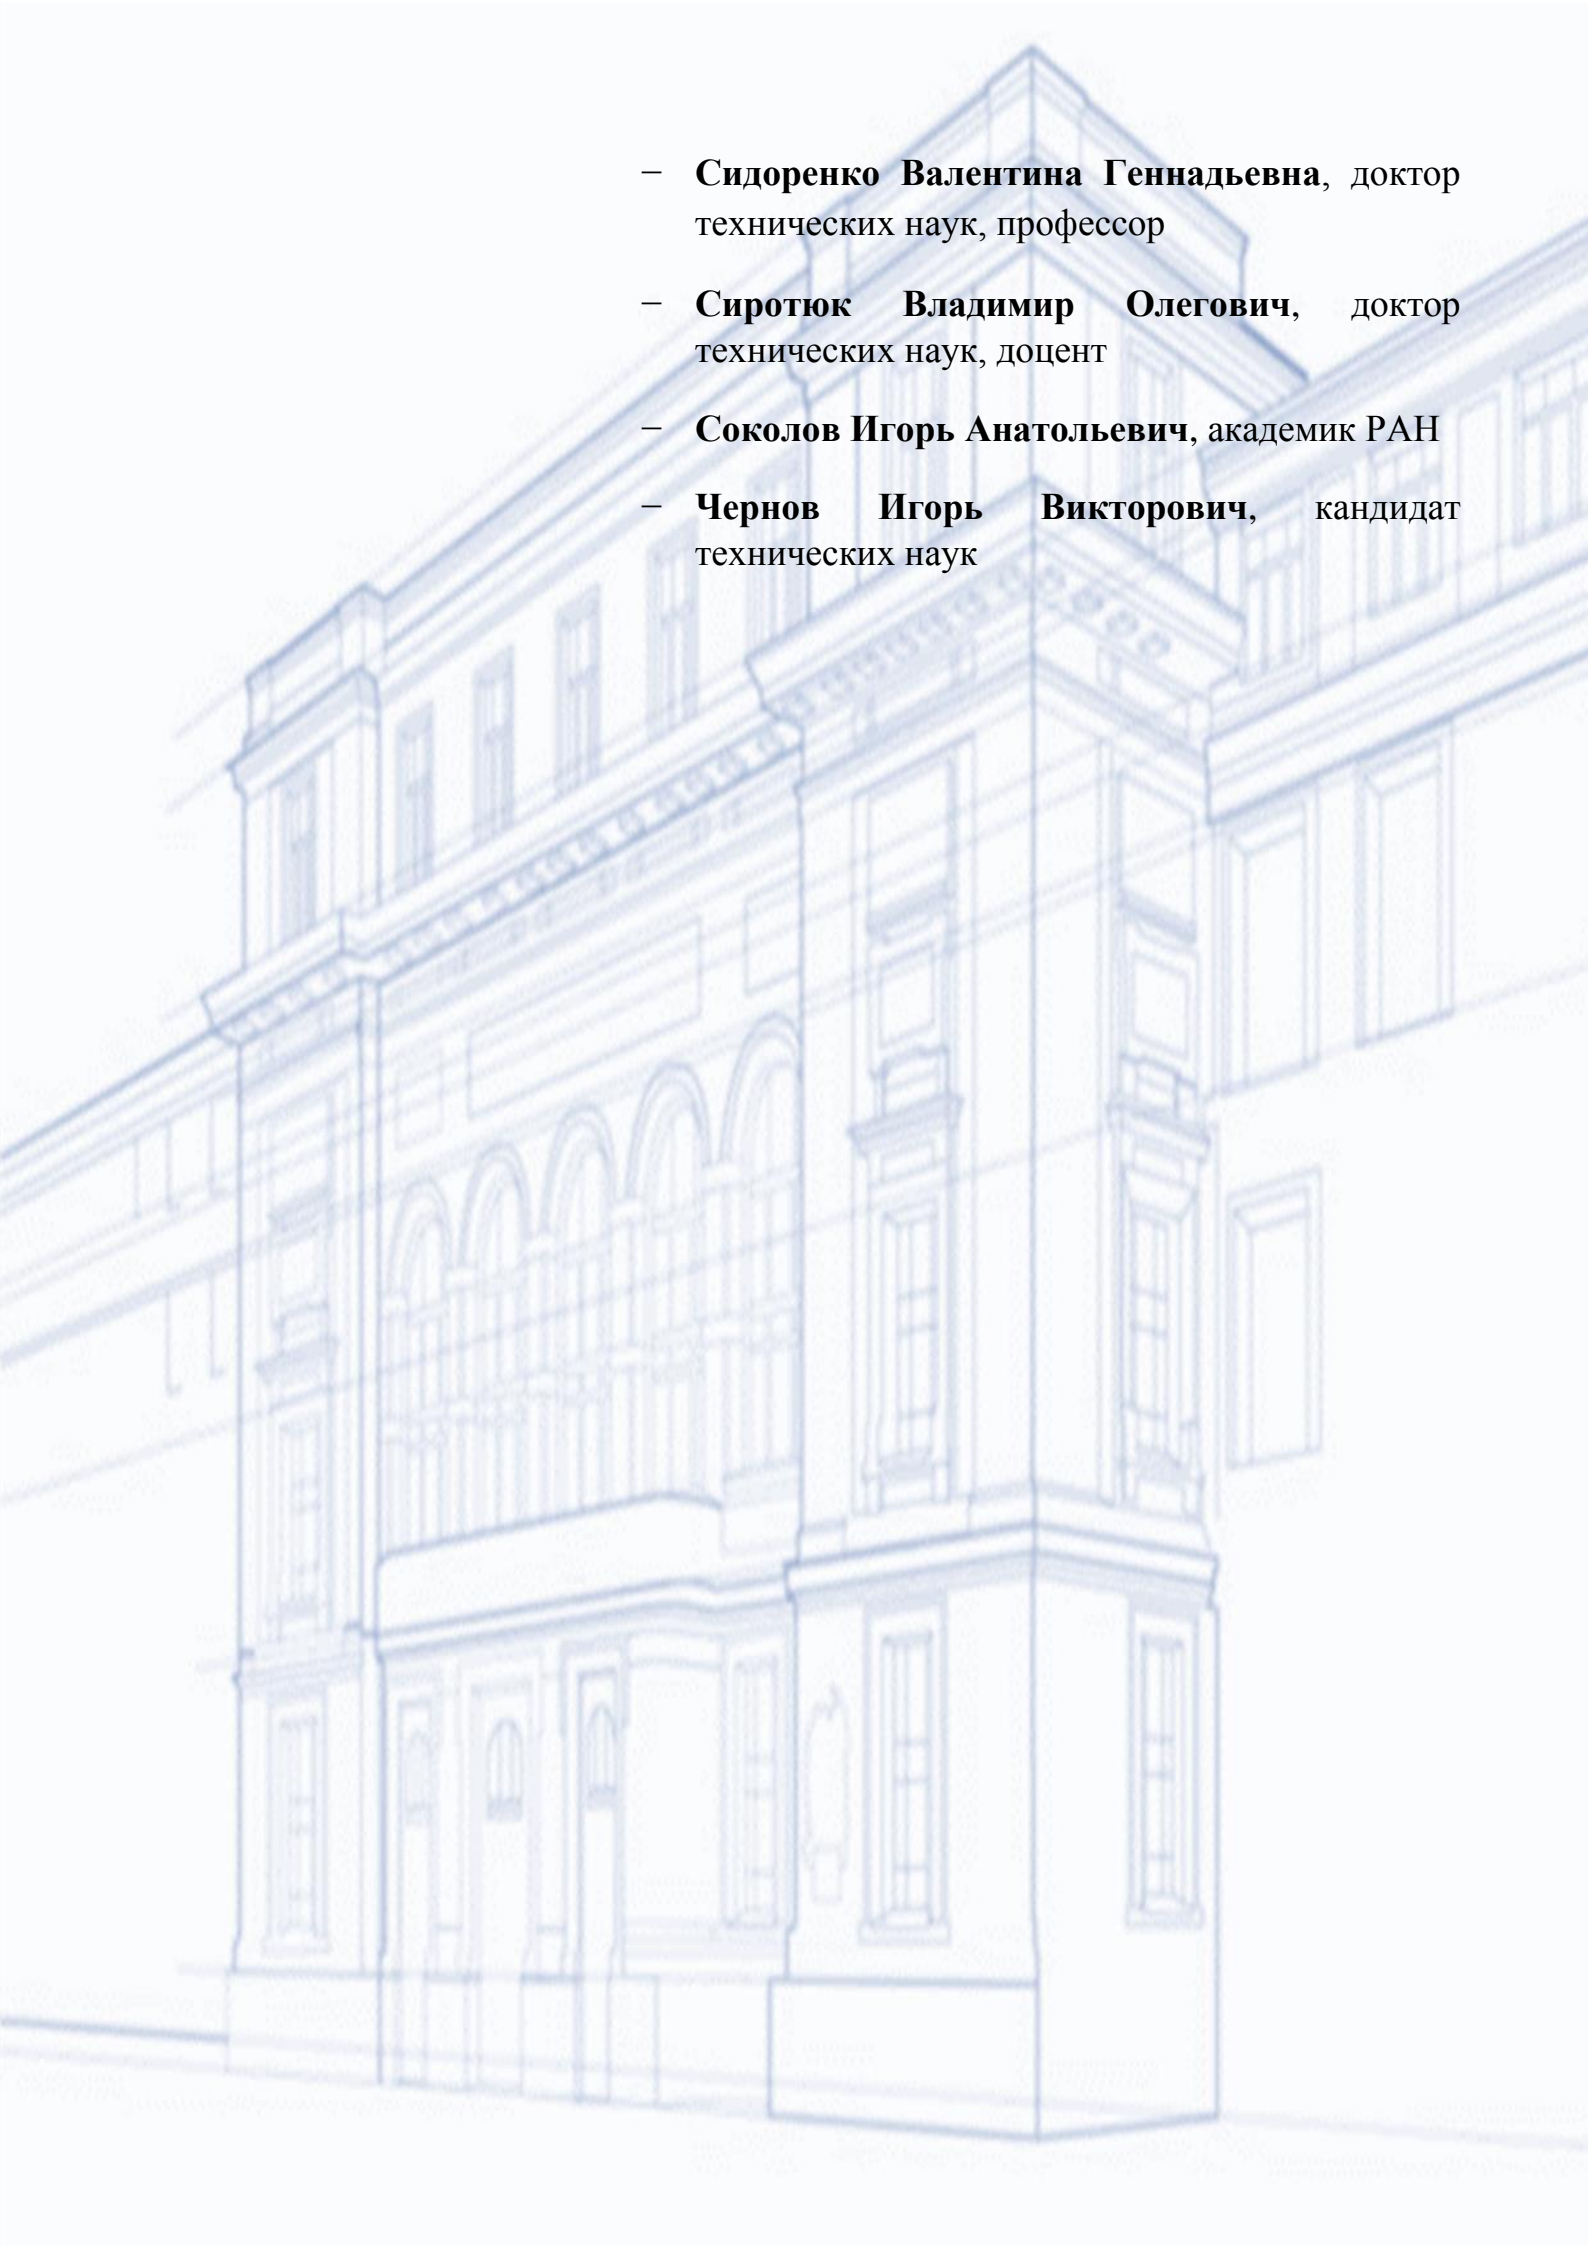 − Сидоренко Валентина Геннадьевна, доктор
технических наук, профессор
− Сиротюк Владимир Олегович, доктор
технических наук, доцент
− Соколов Игорь Анатольевич, академик РАН
− Чернов Игорь Викторович, кандидат
технических наук